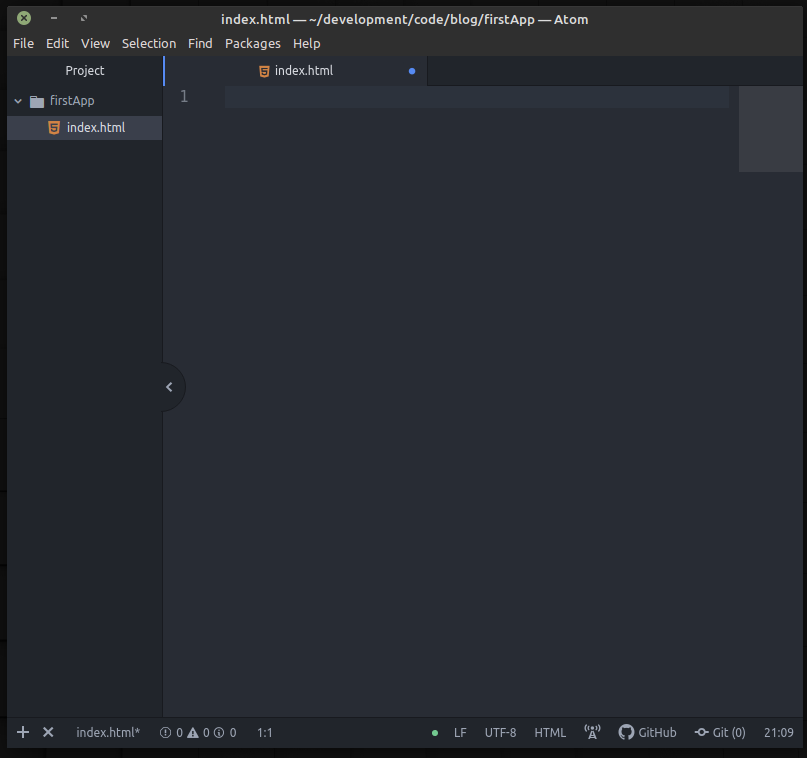 index.html — ~/development/code/blog/firstApp — Atom
File Edit View Selection Find Packages Help
Project index.html
firstApp
1
index.html
index.html* 0 0 0 1:1 LF UTF-8 HTML GitHub Git (0) 21:09